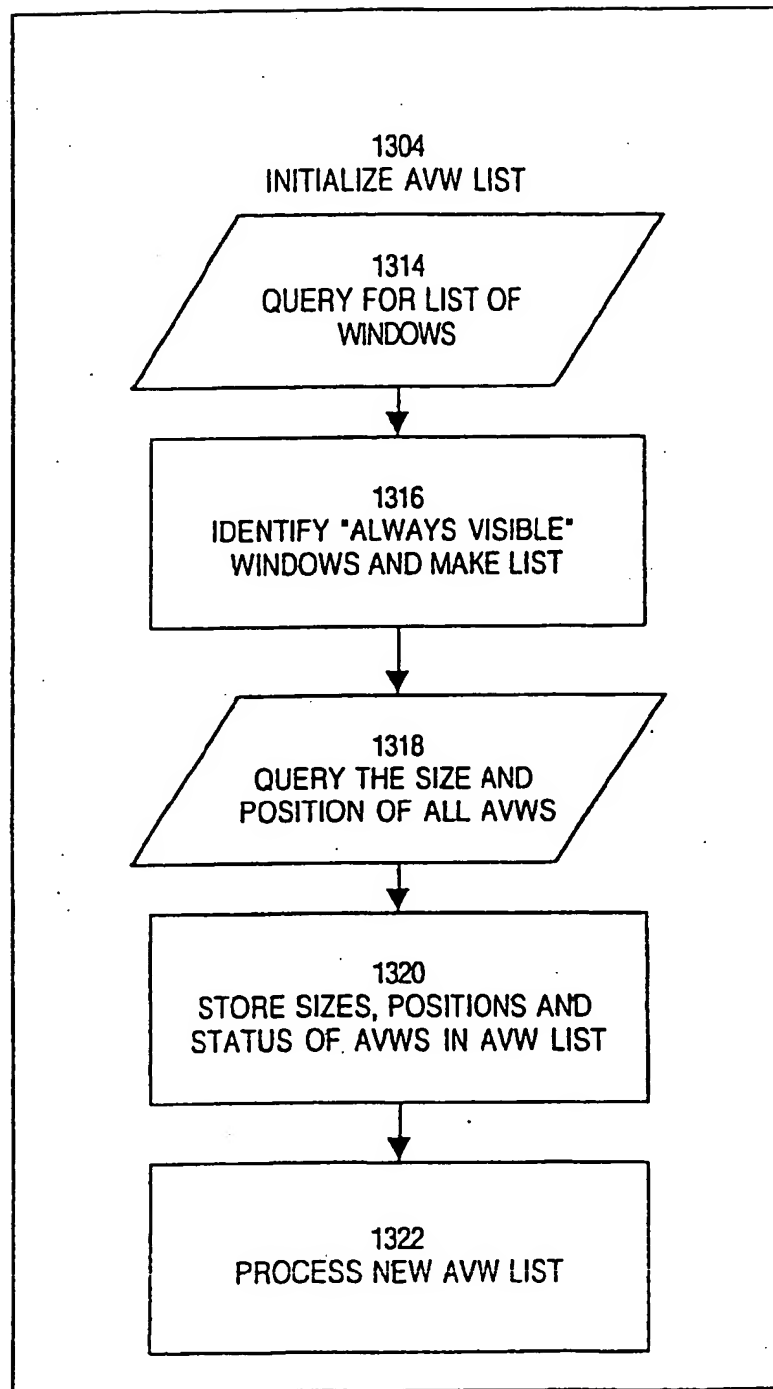 1304
INITIALIZE AVW LIST
1314
QUERY FOR LIST OF
WINDOWS
1316
IDENTIFY "ALWAYS VISIBLE"
WINDOWS AND MAKE LIST
1318
QUERY THE SIZE AND
POSITION OF ALL AVWS
1320
STORE SIZES, POSITIONS AND
STATUS OF AVWS IN AVW LIST
1322
PROCESS NEW AVW LIST